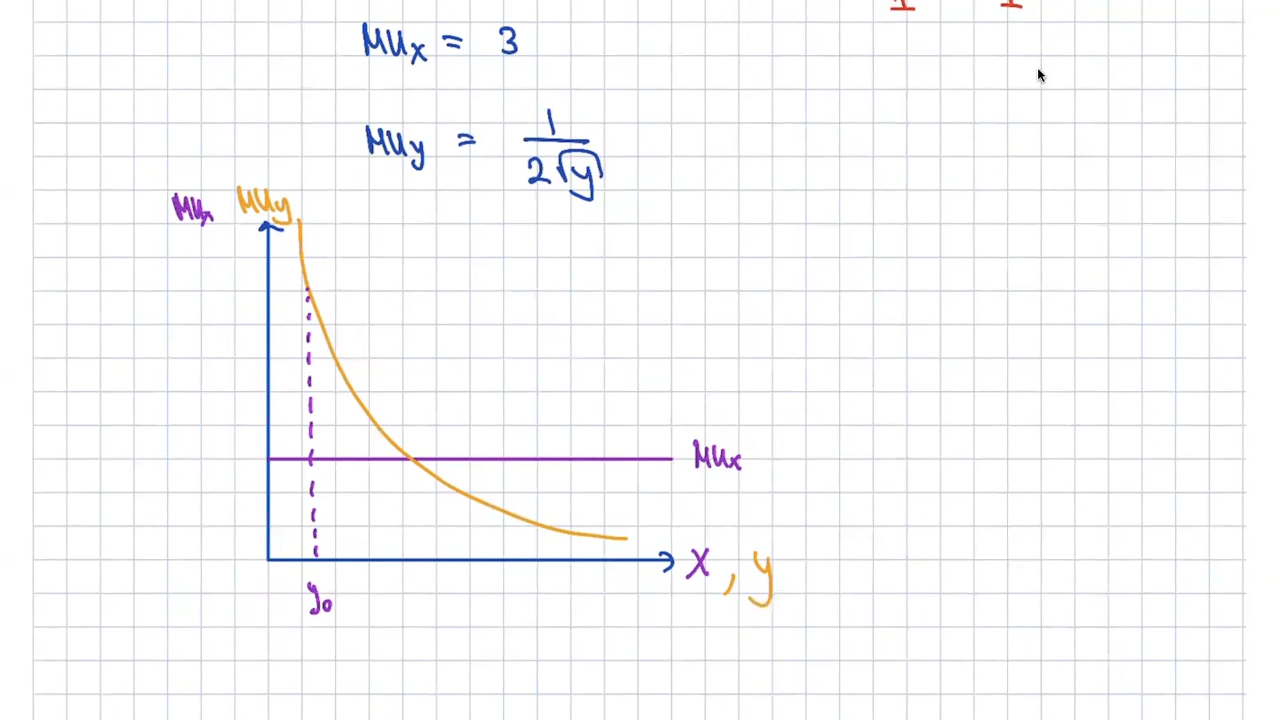 MUx = 3
MUy = 1/(2√y)
MUx MUy
MUx
x , y
y₀